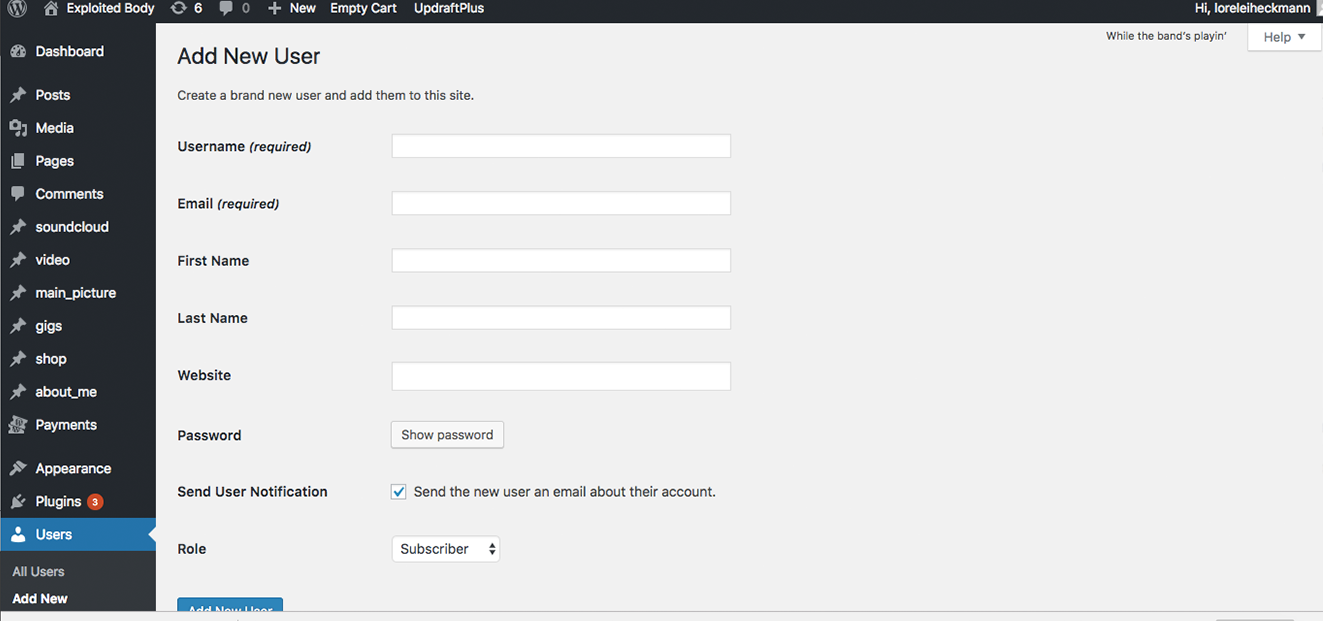 Exploited Body 6 0 New Empty Cart UpdraftPlus Hi, loreleiheckmann
While the band's playin' Help
Dashboard
Posts
Media
Pages
Comments
soundcloud
video
main_picture
gigs
shop
about_me
Payments
Appearance
Plugins 3
Users
All Users
Add New
Add New User
Create a brand new user and add them to this site.
Username (required)
Email (required)
First Name
Last Name
Website
Password Show password
Send User Notification Send the new user an email about their account.
Role Subscriber
Add New User